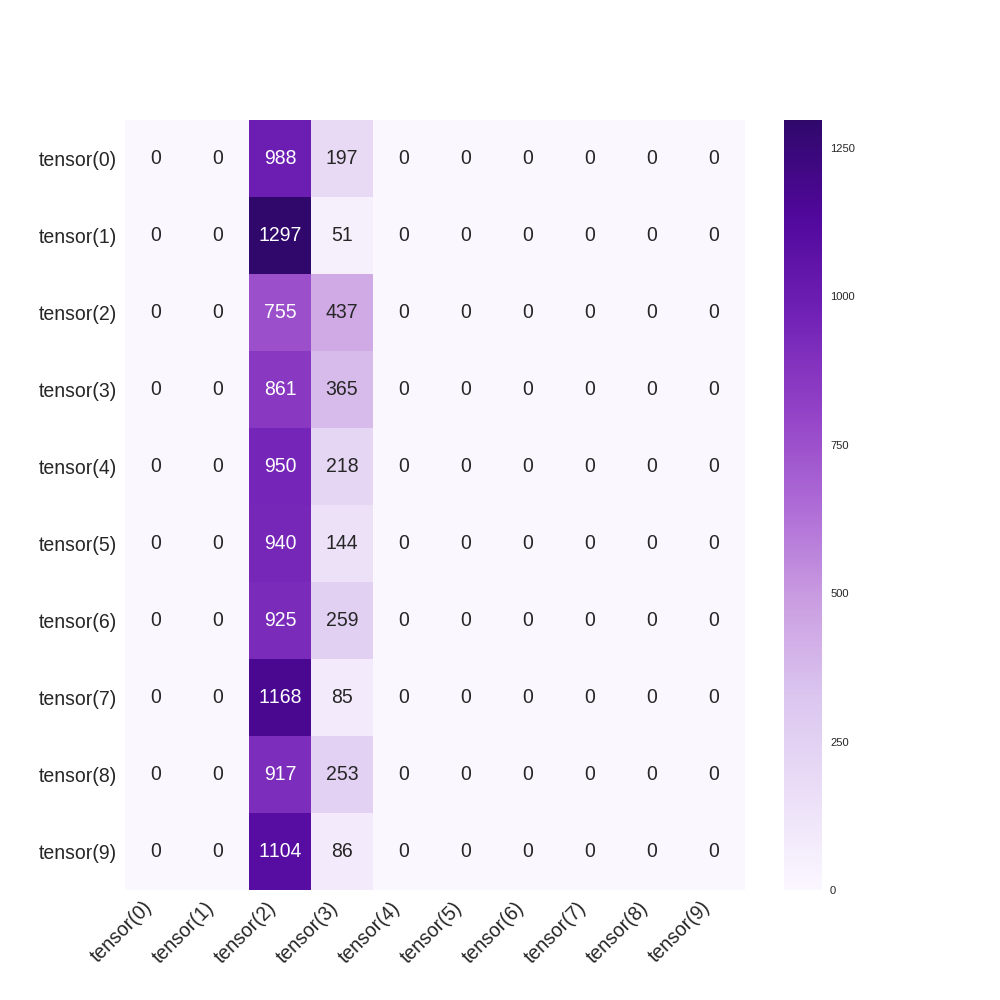 tensor(0) 0 0 988 197 0 0 0 0 0 0
tensor(1) 0 0 1297 51 0 0 0 0 0 0
tensor(2) 0 0 755 437 0 0 0 0 0 0
tensor(3) 0 0 861 365 0 0 0 0 0 0
tensor(4) 0 0 950 218 0 0 0 0 0 0
tensor(5) 0 0 940 144 0 0 0 0 0 0
tensor(6) 0 0 925 259 0 0 0 0 0 0
tensor(7) 0 0 1168 85 0 0 0 0 0 0
tensor(8) 0 0 917 253 0 0 0 0 0 0
tensor(9) 0 0 1104 86 0 0 0 0 0 0
tensor(0) tensor(1) tensor(2) tensor(3) tensor(4) tensor(5) tensor(6) tensor(7) tensor(8) tensor(9)
1250
1000
750
500
250
0